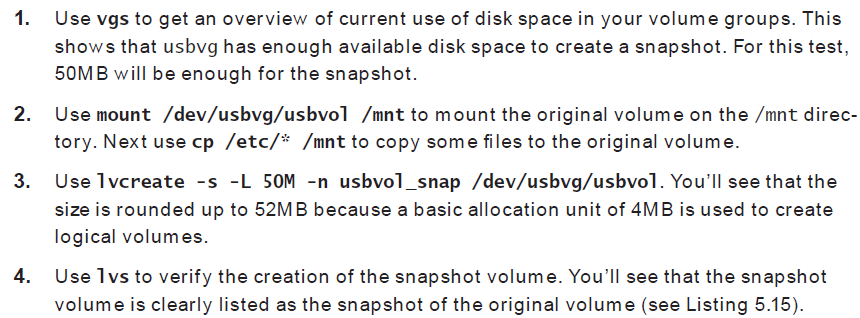 1. Use vgs to get an overview of current use of disk space in your volume groups. This
shows that usbvg has enough available disk space to create a snapshot. For this test,
50MB will be enough for the snapshot.
2. Use mount /dev/usbvg/usbvol /mnt to mount the original volume on the /mnt direc-
tory. Next use cp /etc/* /mnt to copy some files to the original volume.
3. Use lvcreate -s -L 50M -n usbvol_snap /dev/usbvg/usbvol. You’ll see that the
size is rounded up to 52MB because a basic allocation unit of 4MB is used to create
logical volumes.
4. Use lvs to verify the creation of the snapshot volume. You’ll see that the snapshot
volume is clearly listed as the snapshot of the original volume (see Listing 5.15).